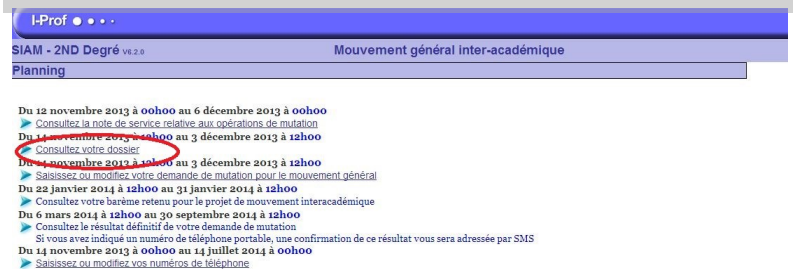 I-Prof
SIAM - 2ND Degré V6.2.0
Mouvement général inter-académique
Planning
Du 12 novembre 2013 à 00h00 au 6 décembre 2013 à 00h00
Consultez la note de service relative aux opérations de mutation
Du 14 novembre 2013 à 12h00 au 3 décembre 2013 à 12h00
Consultez votre dossier
Du 14 novembre 2013 à 12h00 au 3 décembre 2013 à 12h00
Saisissez ou modifiez votre demande de mutation pour le mouvement général
Du 22 janvier 2014 à 12h00 au 31 janvier 2014 à 12h00
Consultez votre barème retenu pour le projet de mouvement interacadémique
Du 6 mars 2014 à 12h00 au 30 septembre 2014 à 12h00
Consultez le résultat définitif de votre demande de mutation
Si vous avez indiqué un numéro de téléphone portable, une confirmation de ce résultat vous sera adressée par SMS
Du 14 novembre 2013 à 00h00 au 14 juillet 2014 à 00h00
Saisissez ou modifiez vos numéros de téléphone